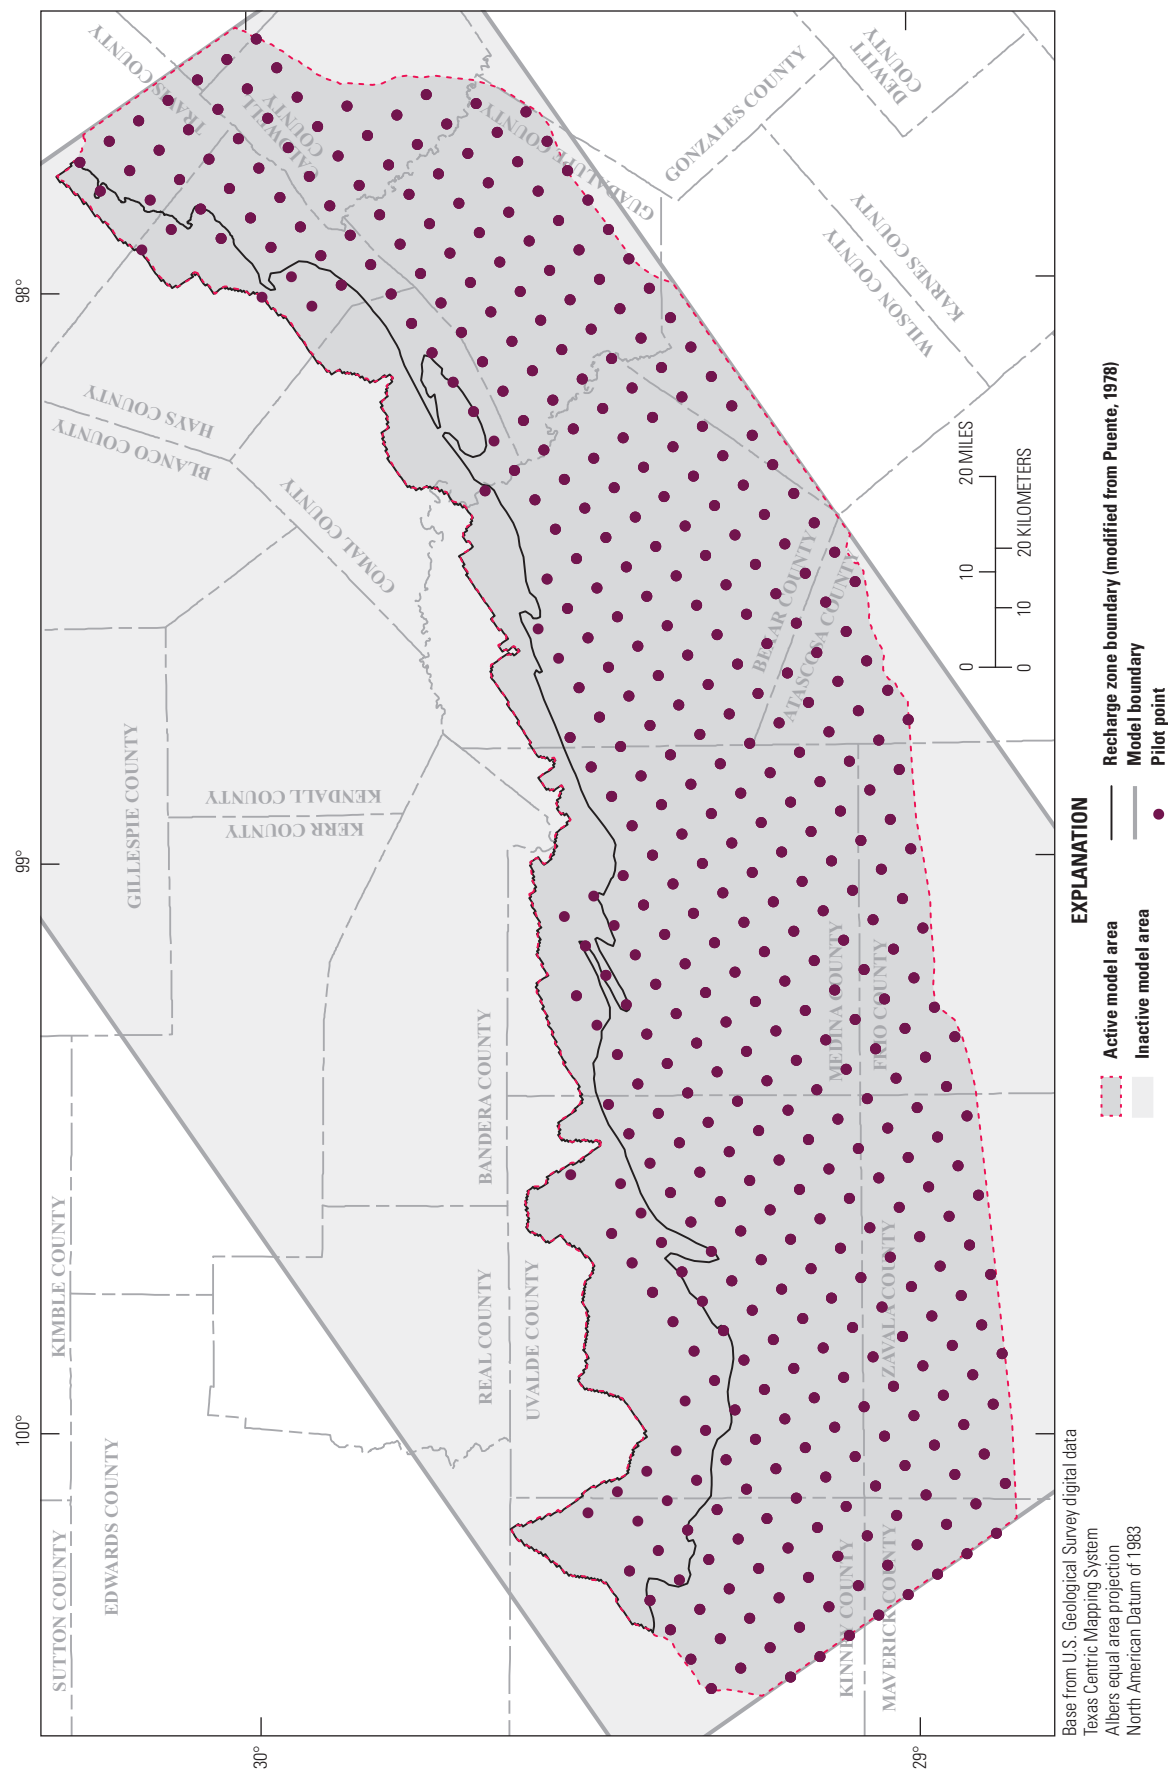 98°
99°
100°
30°
29°
TRAVIS COUNTY
CALDWELL
COUNTY
GUADALUPE COUNTY
GONZALES COUNTY
DEWITT
COUNTY
KARNES COUNTY
WILSON COUNTY
HAYS COUNTY
BLANCO COUNTY
COMAL COUNTY
BEXAR COUNTY
ATASCOSA COUNTY
GILLESPIE COUNTY
KENDALL COUNTY
KERR COUNTY
BANDERA COUNTY
MEDINA COUNTY
FRIO COUNTY
KIMBLE COUNTY
REAL COUNTY
UVALDE COUNTY
ZAVALA COUNTY
SUTTON COUNTY
EDWARDS COUNTY
KINNEY COUNTY
MAVERICK COUNTY
0 10 20 MILES
0 10 20 KILOMETERS
Base from U.S. Geological Survey digital data
Texas Centric Mapping System
Albers equal area projection
North American Datum of 1983
EXPLANATION
Active model area
Inactive model area
Recharge zone boundary (modified from Puente, 1978)
Model boundary
Pilot point